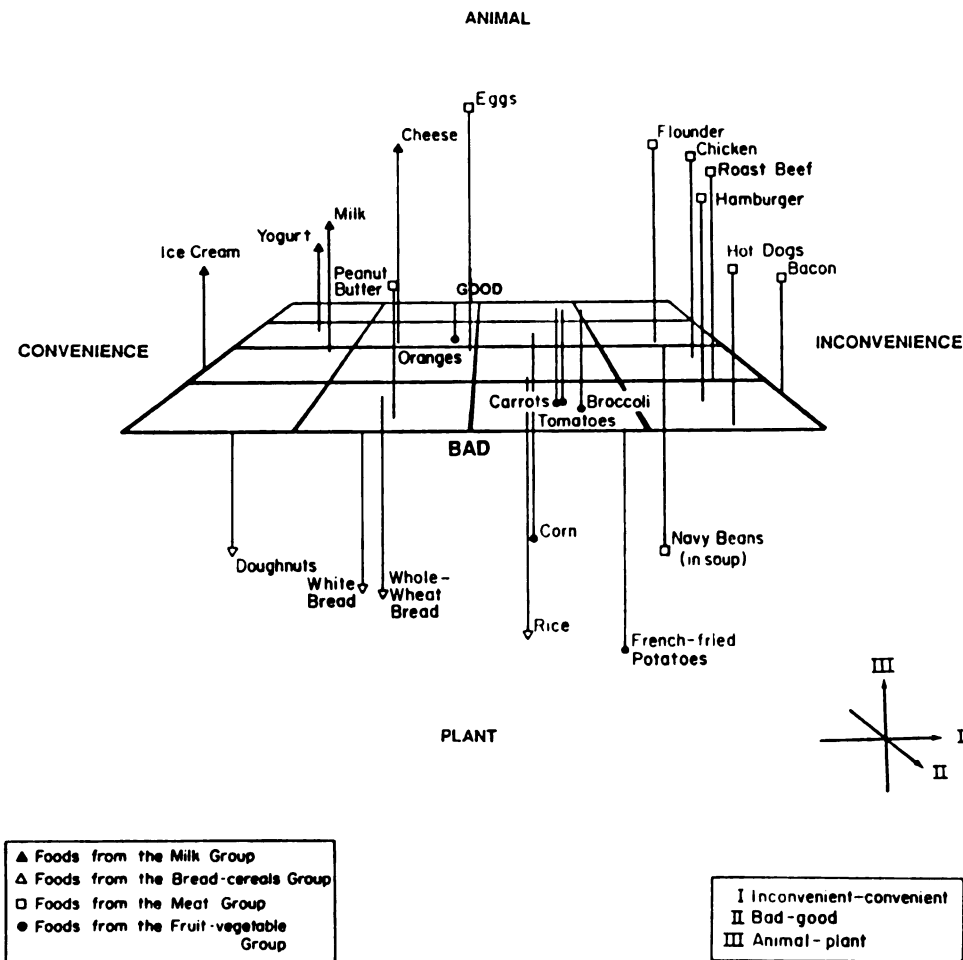 ANIMAL
Eggs
Cheese
Flounder
Chicken
Roast Beef
Hamburger
Milk
Yogurt
Ice Cream
Hot Dogs
Bacon
Peanut
Butter
GOOD
CONVENIENCE
INCONVENIENCE
Oranges
Carrots
Broccoli
Tomatoes
BAD
Corn
Navy Beans
(in soup)
Doughnuts
White
Bread
Whole-
Wheat
Bread
Rice
French-fried
Potatoes
III
PLANT
I
II
Foods from the Milk Group
Foods from the Bread-cereals Group
Foods from the Meat Group
Foods from the Fruit-vegetable
Group
I Inconvenient-convenient
II Bad-good
III Animal-plant